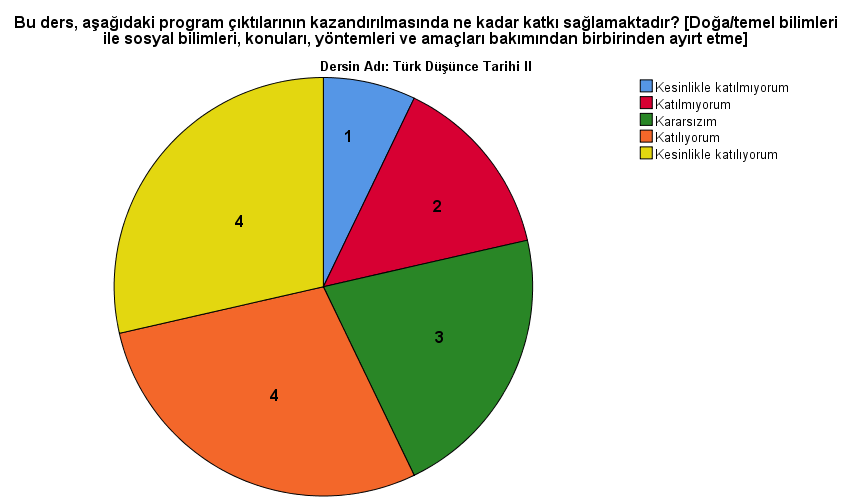 Bu ders, aşağıdaki program çıktılarının kazandırılmasında ne kadar katkı sağlamaktadır? [Doğa/temel bilimleri
ile sosyal bilimleri, konuları, yöntemleri ve amaçları bakımından birbirinden ayırt etme]
Dersin Adı: Türk Düşünce Tarihi II
Kesinlikle katılmıyorum
Katılmıyorum
Kararsızım
Katılıyorum
Kesinlikle katılıyorum
1
2
3
4
4